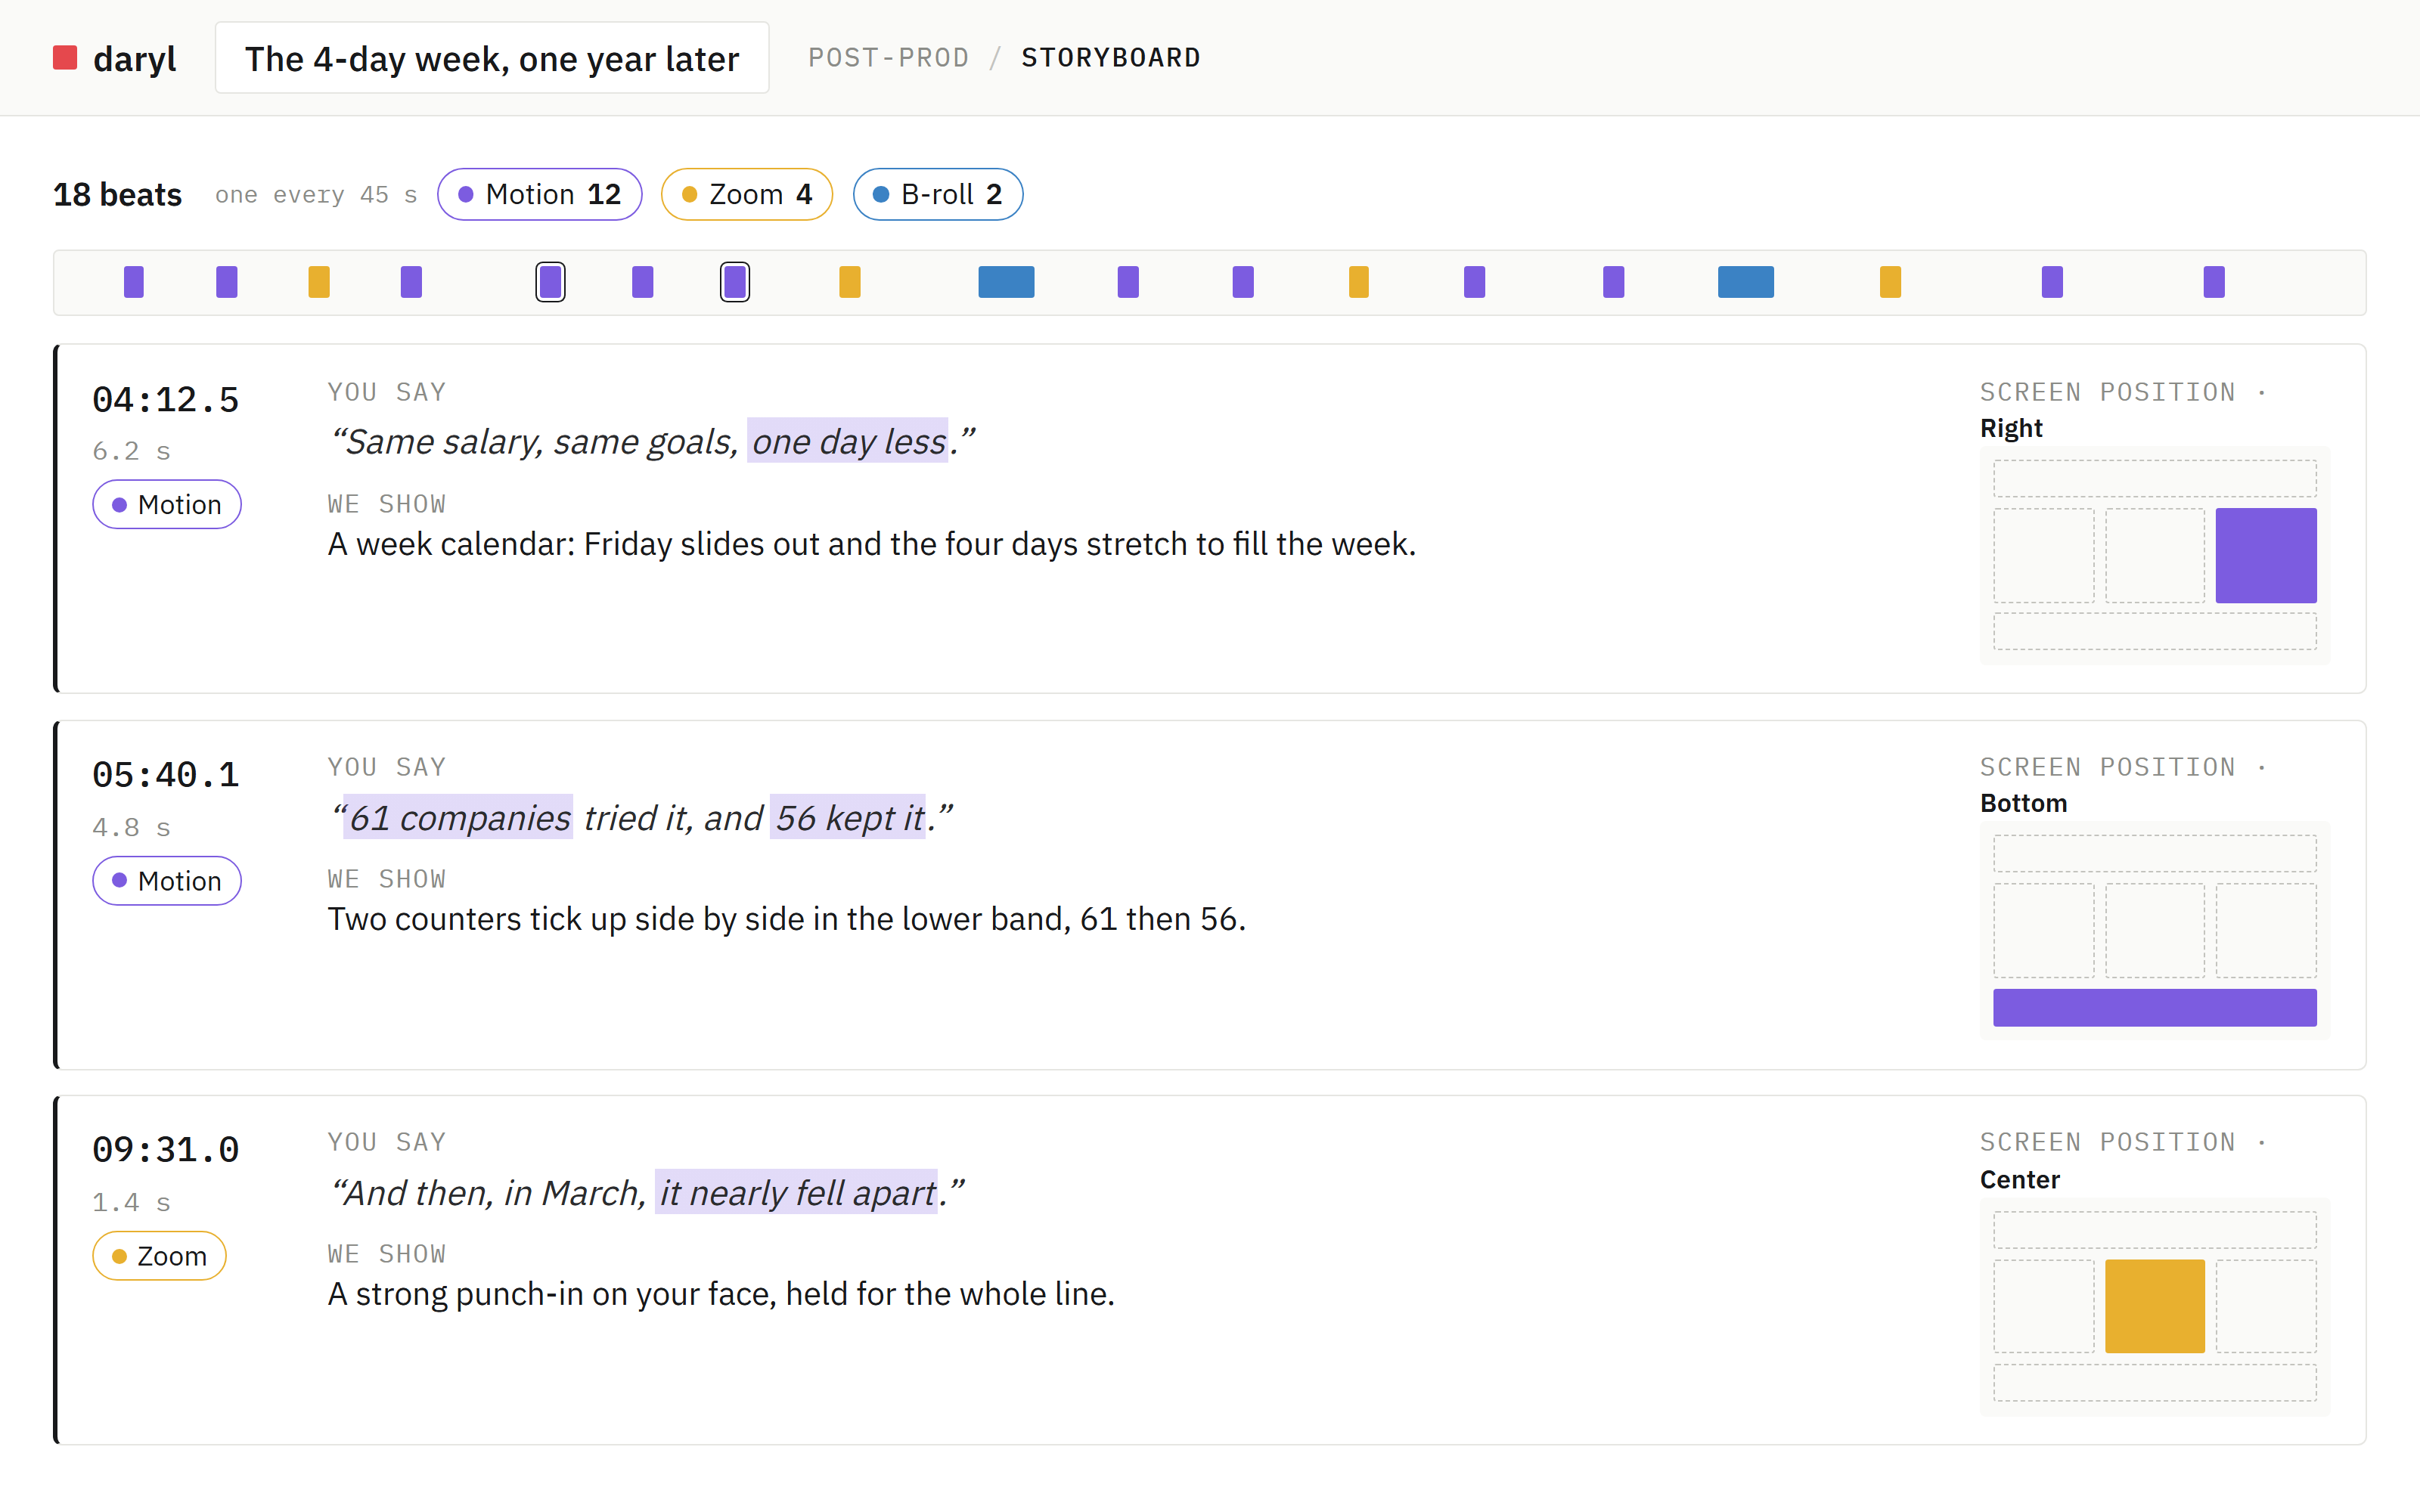 daryl The 4-day week, one year later POST-PROD / STORYBOARD
18 beats one every 45 s Motion 12 Zoom 4 B-roll 2
04:12.5
6.2 s
Motion
YOU SAY
“Same salary, same goals, one day less.”
WE SHOW
A week calendar: Friday slides out and the four days stretch to fill the week.
SCREEN POSITION ·
Right
05:40.1
4.8 s
Motion
YOU SAY
“61 companies tried it, and 56 kept it.”
WE SHOW
Two counters tick up side by side in the lower band, 61 then 56.
SCREEN POSITION ·
Bottom
09:31.0
1.4 s
Zoom
YOU SAY
“And then, in March, it nearly fell apart.”
WE SHOW
A strong punch-in on your face, held for the whole line.
SCREEN POSITION ·
Center